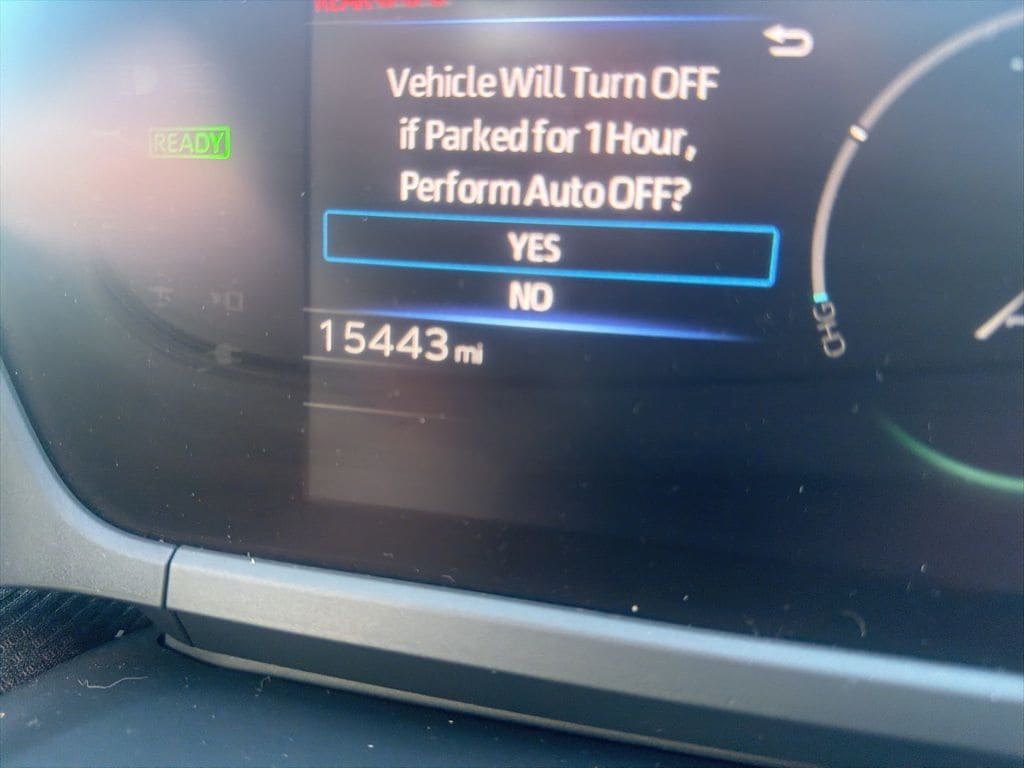 READY
Vehicle Will Turn OFF
if Parked for 1 Hour,
Perform Auto OFF?
YES
NO
15443 mi
CHG